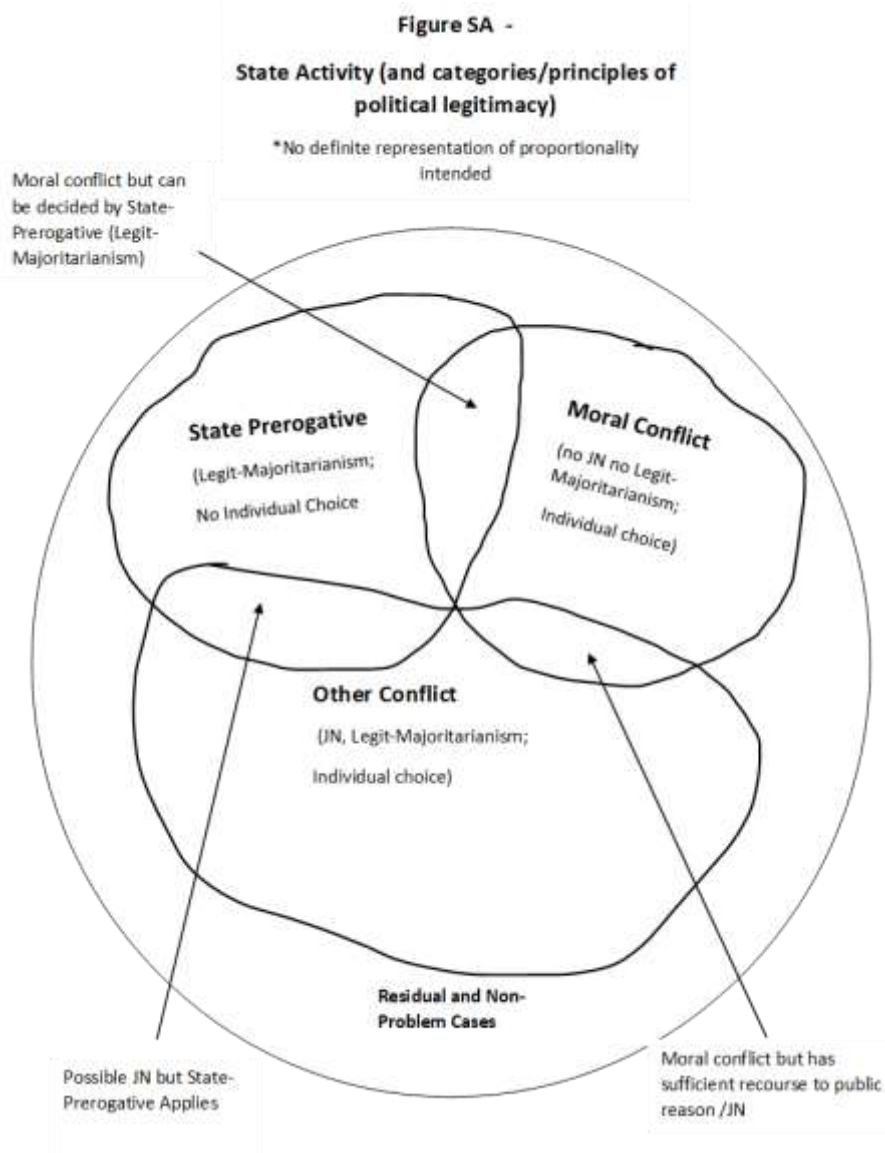 Figure SA -
State Activity (and categories/principles of
political legitimacy)
*No definite representation of proportionality
intended
Moral conflict but can
be decided by State-
Prerogative (Legit-
Majoritarianism)
State Prerogative
(Legit-Majoritarianism;
No Individual Choice
Moral Conflict
(no JN no Legit-
Majoritarianism;
Individual choice)
Other Conflict
(JN, Legit-Majoritarianism;
Individual choice)
Residual and Non-
Problem Cases
Possible JN but State-
Prerogative Applies
Moral conflict but has
sufficient recourse to public
reason /JN